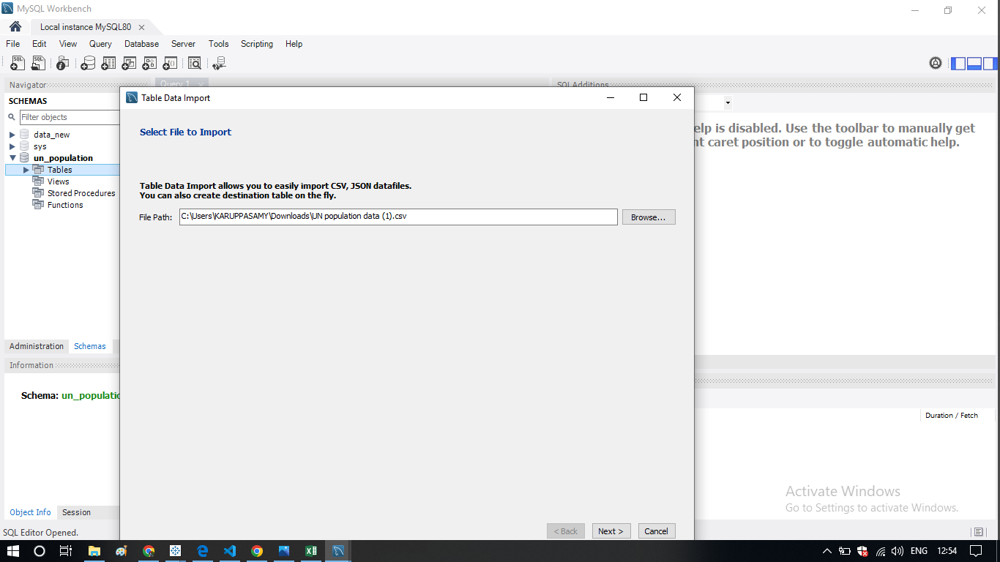 MySQL Workbench
Local instance MySQL80
File Edit View Query Database Server Tools Scripting Help
Navigator
Query 1
SQL Additions
SCHEMAS
Filter objects
data_new
sys
un_population
Tables
Views
Stored Procedures
Functions
Table Data Import
Select File to Import
Table Data Import allows you to easily import CSV, JSON datafiles.
You can also create destination table on the fly.
File Path: C:\Users\KARUPPASAMY\Downloads\UN population data (1).csv Browse...
elp is disabled. Use the toolbar to manually get
nt caret position or to toggle automatic help.
Administration Schemas
Information
Schema: un_populatio
Duration / Fetch
Activate Windows
Go to Settings to activate Windows.
Object Info Session
< Back Next > Cancel
SQL Editor Opened.
ENG 12:54